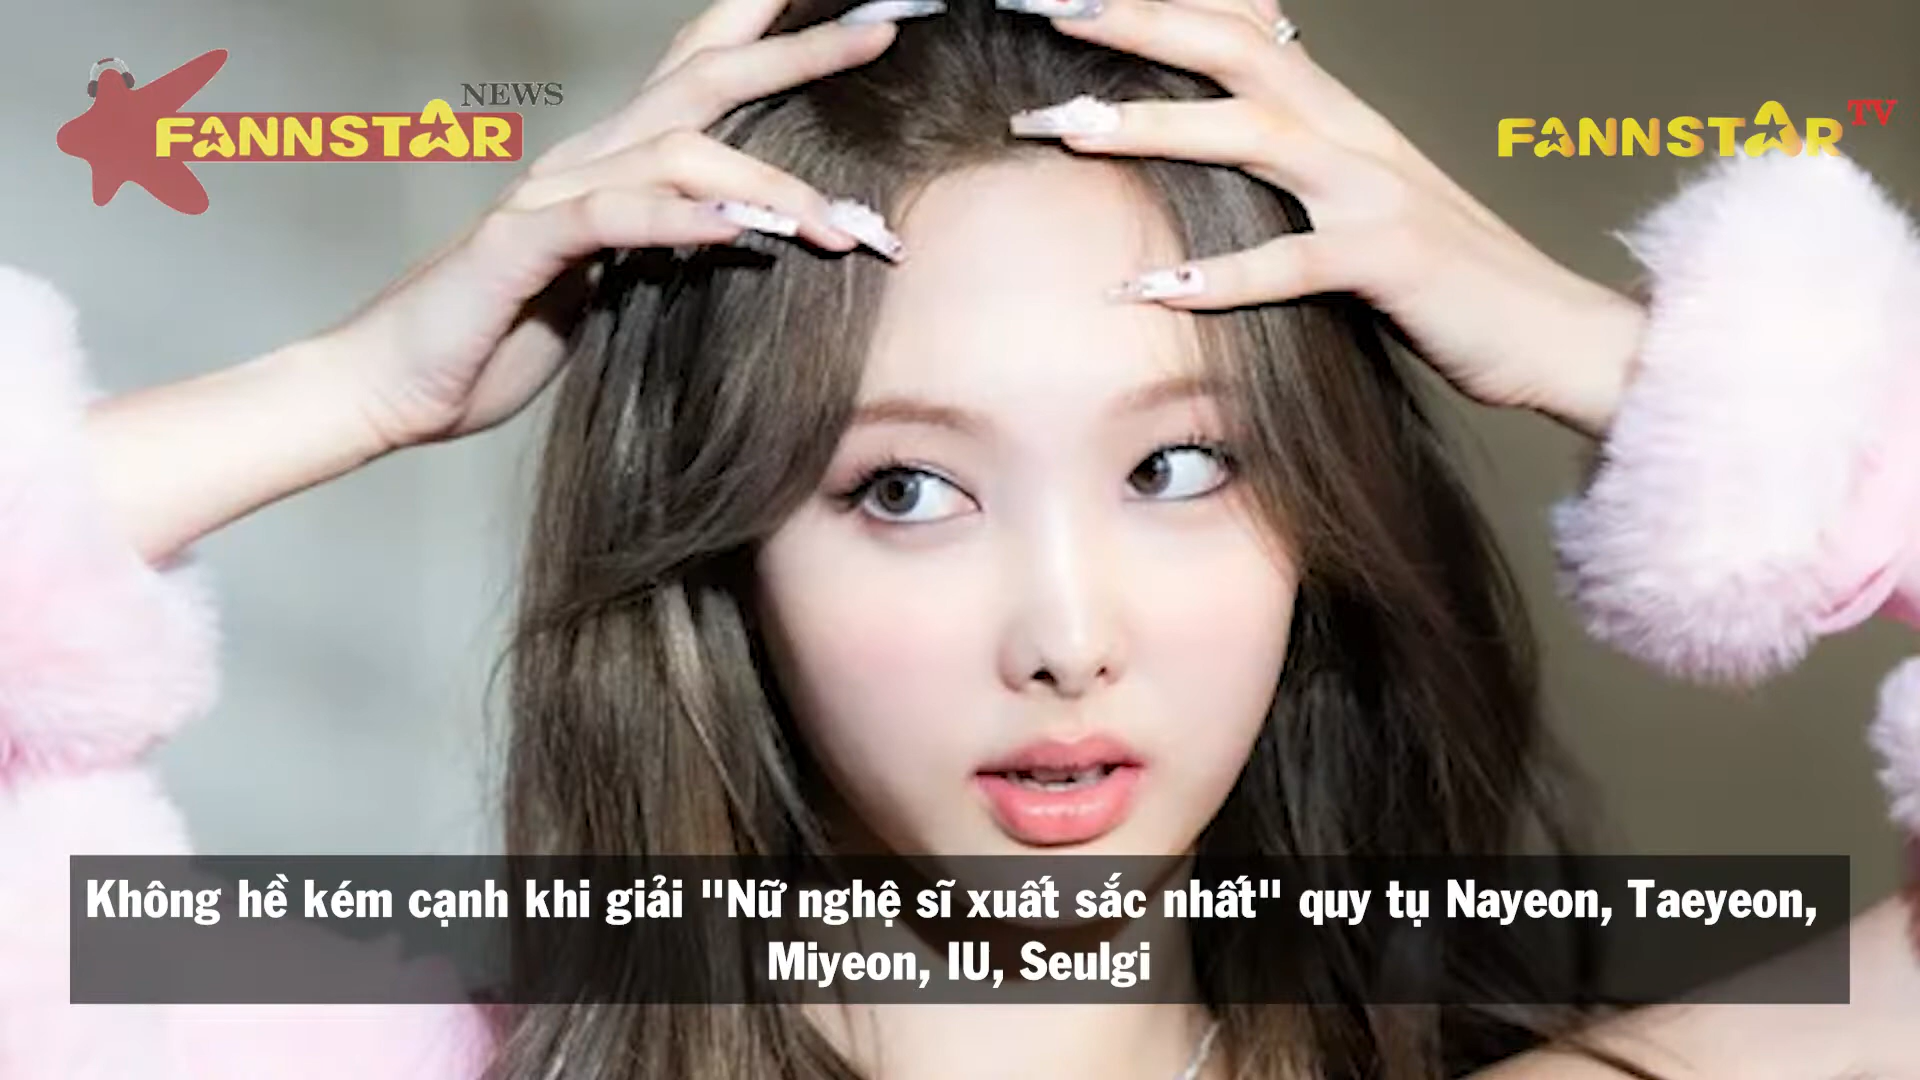 NEWS
FANNSTAR
FANNSTAR TV
Không hề kém cạnh khi giải "Nữ nghệ sĩ xuất sắc nhất" quy tụ Nayeon, Taeyeon,
Miyeon, IU, Seulgi